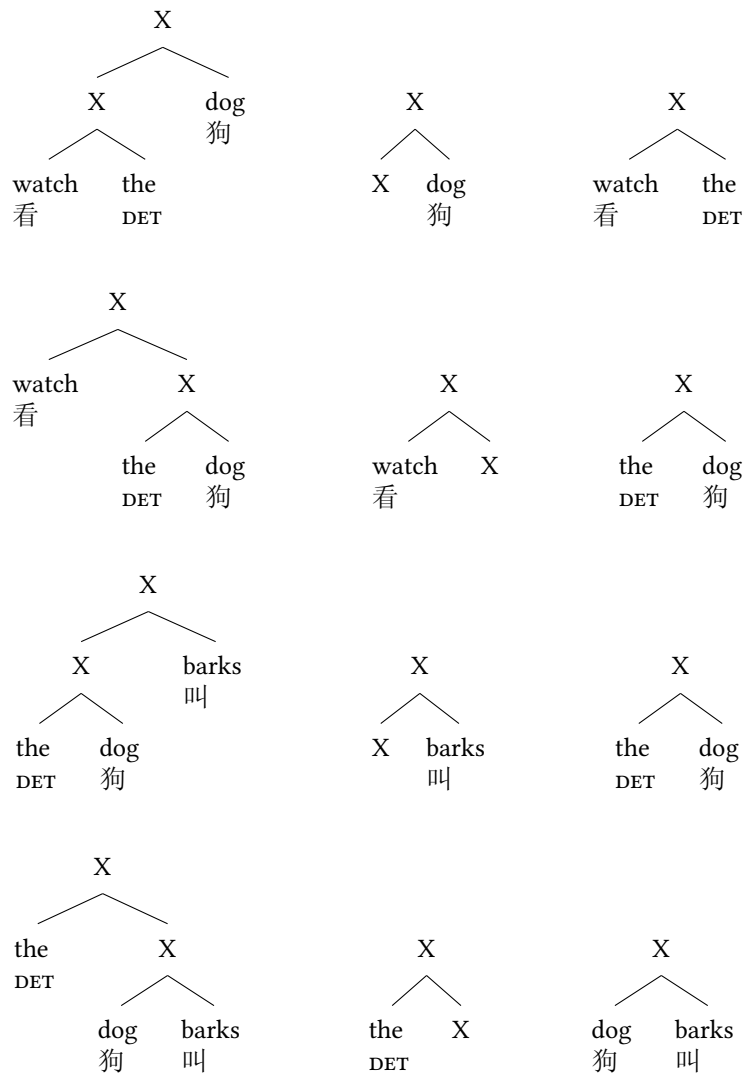 X
X dog X X
狗
watch the X dog watch the
看 DET 狗 看 DET
X
watch X X X
看
the dog watch X the dog
DET 狗 看 DET 狗
X
X barks X X
叫
the dog X barks the dog
DET 狗 叫 DET 狗
X
the X X X
DET
dog barks the X dog barks
狗 叫 DET 狗 叫